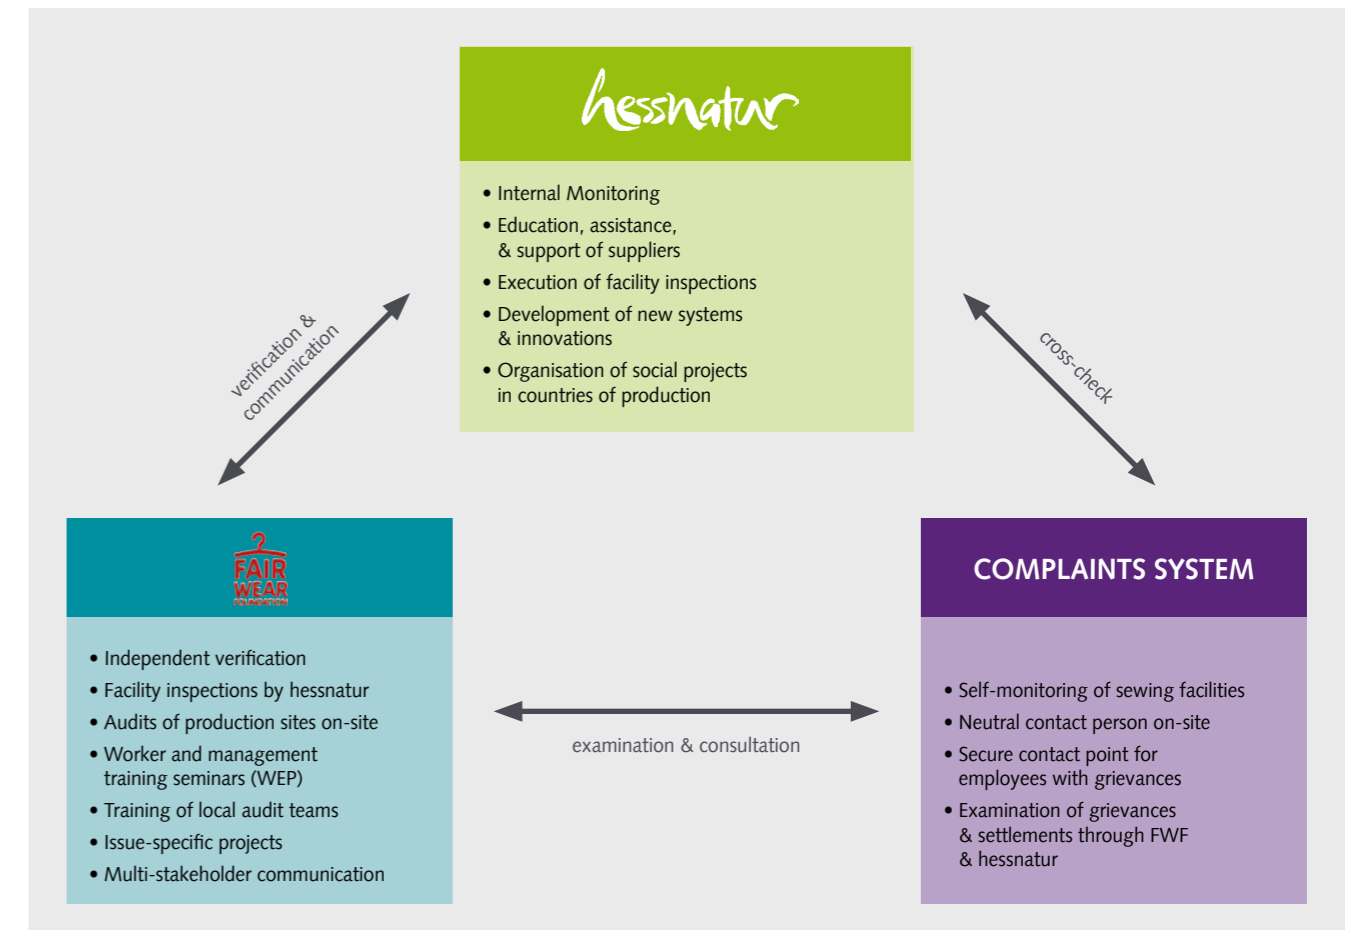 hessnatur
• Internal Monitoring
• Education, assistance,
& support of suppliers
• Execution of facility inspections
• Development of new systems
& innovations
• Organisation of social projects
in countries of production
verification &
communication
cross-check
FAIR
WEAR
FOUNDATION
• Independent verification
• Facility inspections by hessnatur
• Audits of production sites on-site
• Worker and management
training seminars (WEP)
• Training of local audit teams
• Issue-specific projects
• Multi-stakeholder communication
examination & consultation
COMPLAINTS SYSTEM
• Self-monitoring of sewing facilities
• Neutral contact person on-site
• Secure contact point for
employees with grievances
• Examination of grievances
& settlements through FWF
& hessnatur